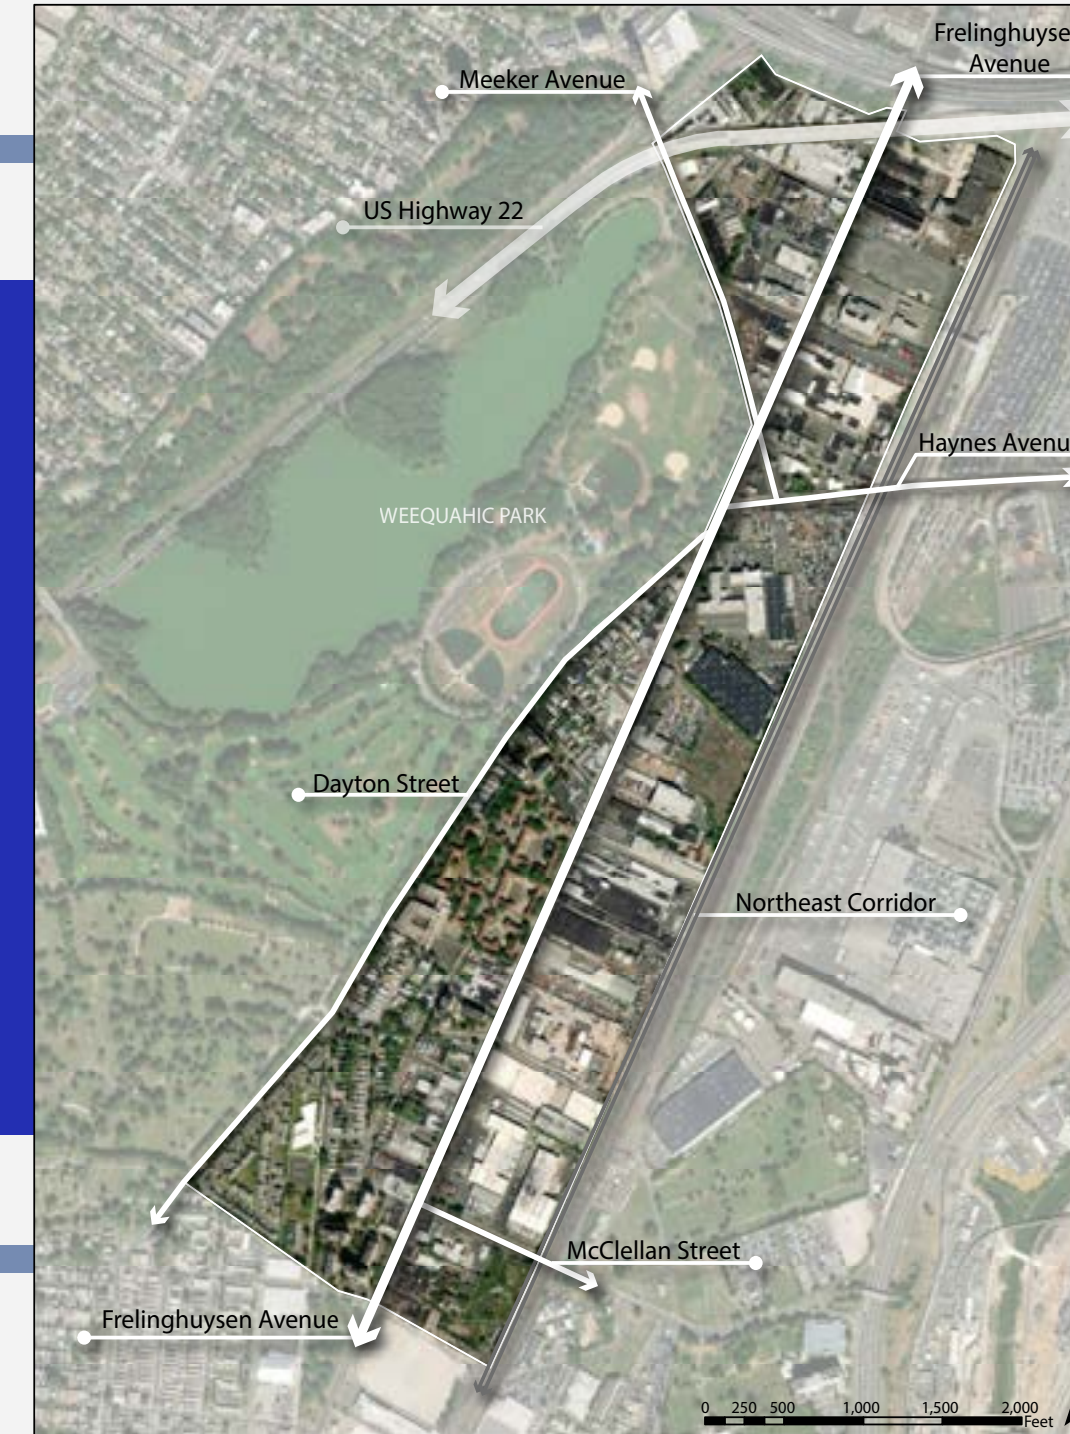 Frelinghuyse
Avenue
Meeker Avenue
US Highway 22
Haynes Avenu
WEEQUAHIC PARK
Dayton Street
Northeast Corridor
McClellan Street
Frelinghuysen Avenue
0 250 500 1,000 1,500 2,000
Feet